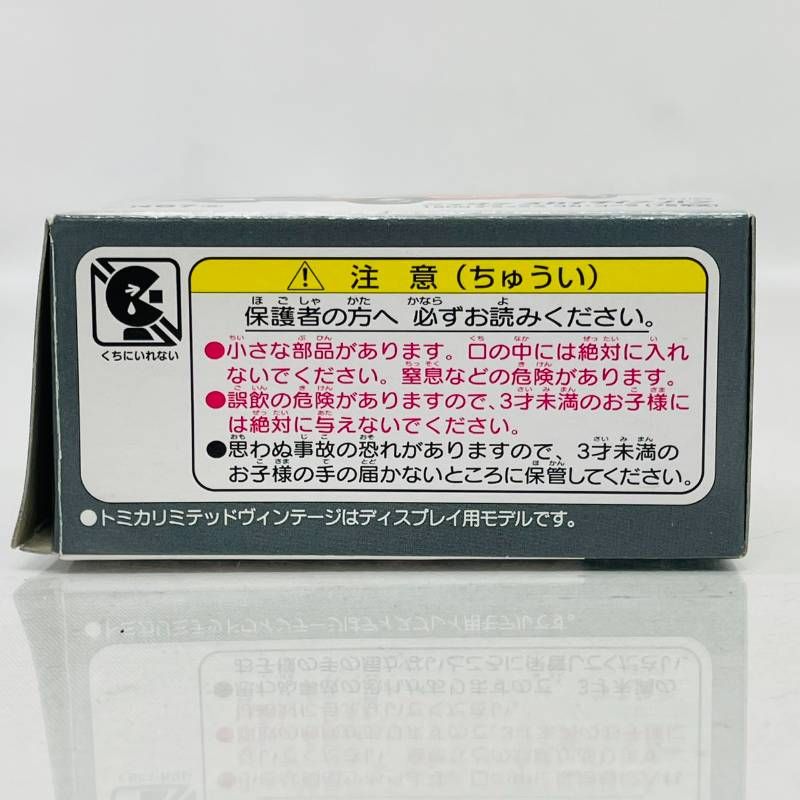 注意(ちゅうい)
保護者の方へ 必ずお読みください。
●小さな部品があります。口の中には絶対に入れ
ないでください。窒息などの危険があります。
●誤飲の危険がありますので、3才未満のお子様に
は絶対に与えないでください。
●思わぬ事故の恐れがありますので、3才未満の
お子様の手の届かないところに保管してください。
くちにいれない
●トミカリミテッドヴィンテージはディスプレイ用モデルです。